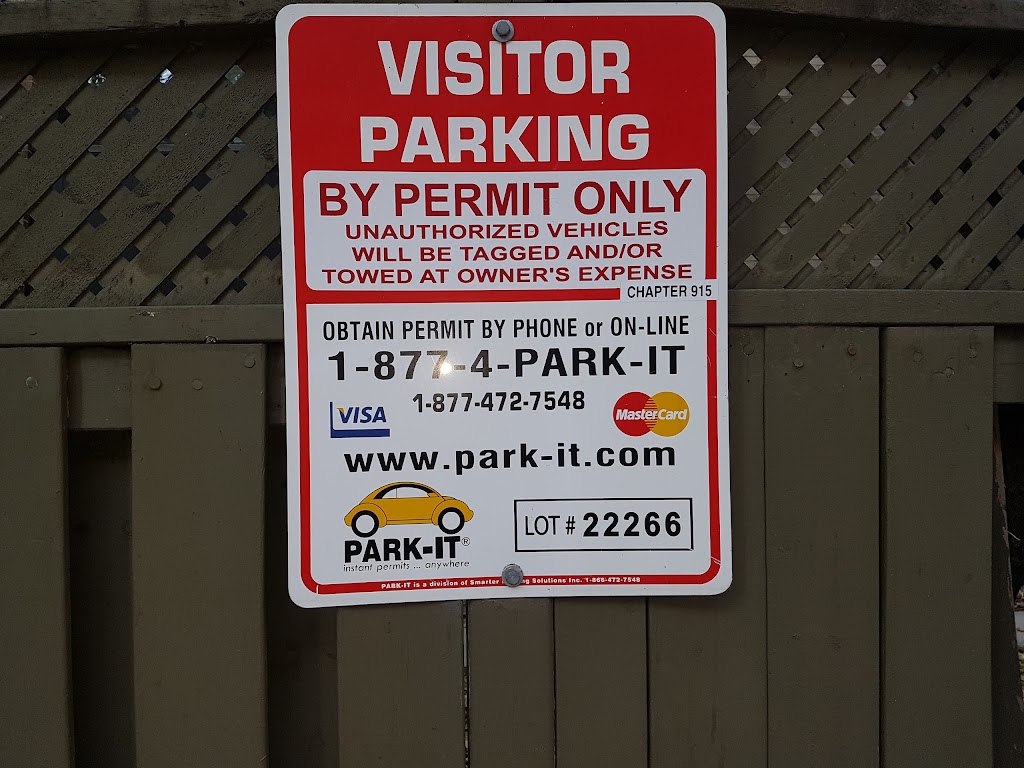 VISITOR
PARKING
BY PERMIT ONLY
UNAUTHORIZED VEHICLES
WILL BE TAGGED AND/OR
TOWED AT OWNER'S EXPENSE
CHAPTER 915
OBTAIN PERMIT BY PHONE or ON-LINE
1-877-4-PARK-IT
1-877-472-7548
VISA
MasterCard
www.park-it.com
PARK-IT®
instant permits ... anywhere
LOT # 22266
PARK-IT is a division of Smarter Solutions Inc. 1-866-472-7548